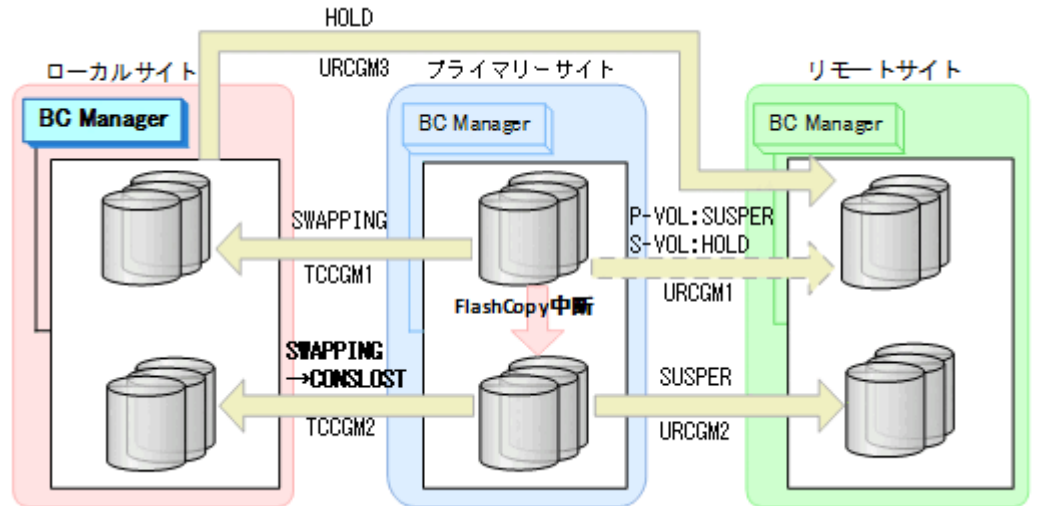 HOLD
URCGM3
ローカルサイト
プライマリーサイト
リモートサイト
BC Manager
BC Manager
BC Manager
SWAPPING
TCCGM1
P-VOL:SUSPER
S-VOL:HOLD
URCGM1
FlashCopy中断
SWAPPING
→CONSLOST
TCCGM2
SUSPER
URCGM2